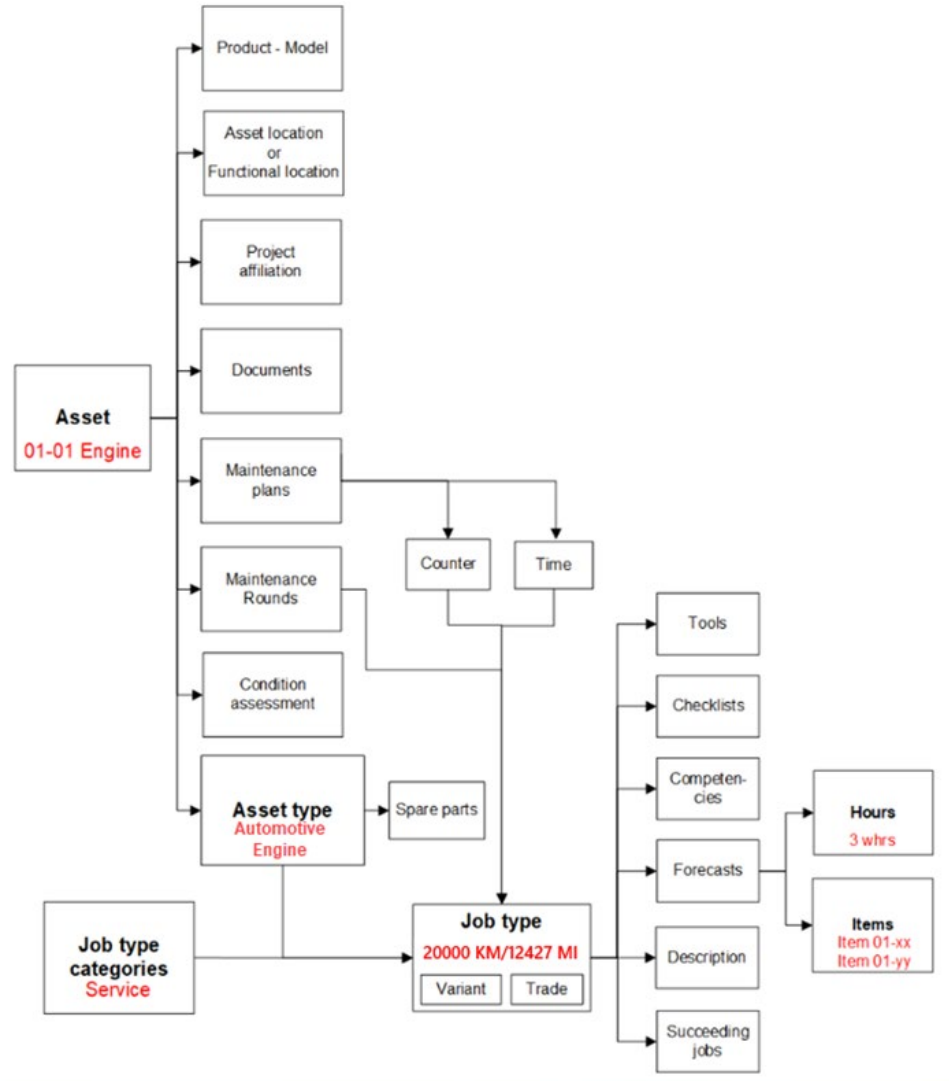 Product - Model
Asset location
or
Functional location
Project
affiliation
Documents
Asset
01-01 Engine
Maintenance
plans
Counter
Time
Maintenance
Rounds
Tools
Condition
assessment
Checklists
Competen-
cies
Asset type
Automotive
Engine
Spare parts
Forecasts
Hours
3 whrs
Items
Item 01-xx
Item 01-yy
Job type
categories
Service
Job type
20000 KM/12427 MI
Variant
Trade
Description
Succeeding
jobs